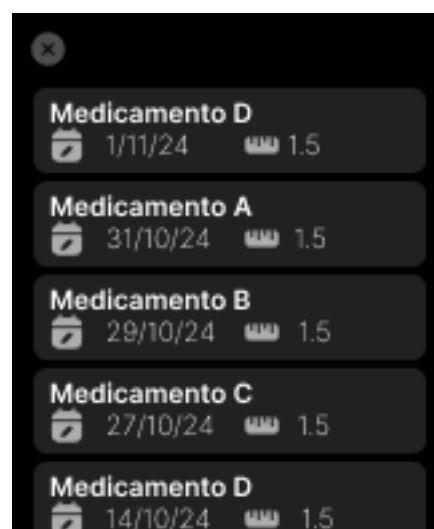 Medicamento D
1/11/24 1.5
Medicamento A
31/10/24 1.5
Medicamento B
29/10/24 1.5
Medicamento C
27/10/24 1.5
Medicamento D
14/10/24 1.5